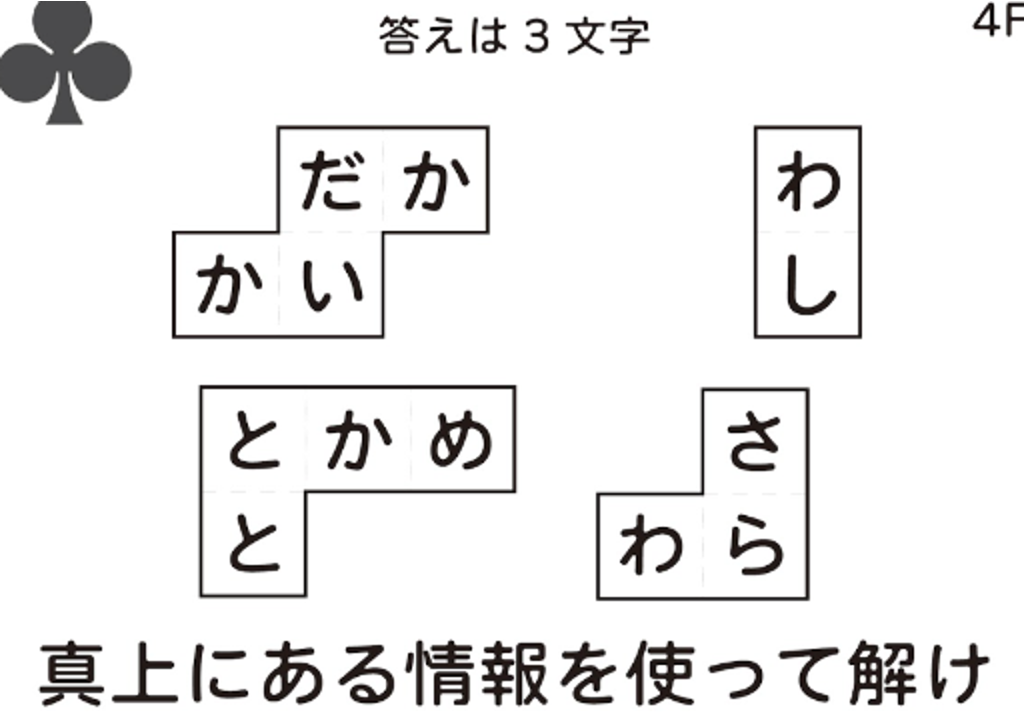 答えは 3 文字
4F
だか
かい
わ
し
とかめ
と
さ
わら
真上にある情報を使って解け